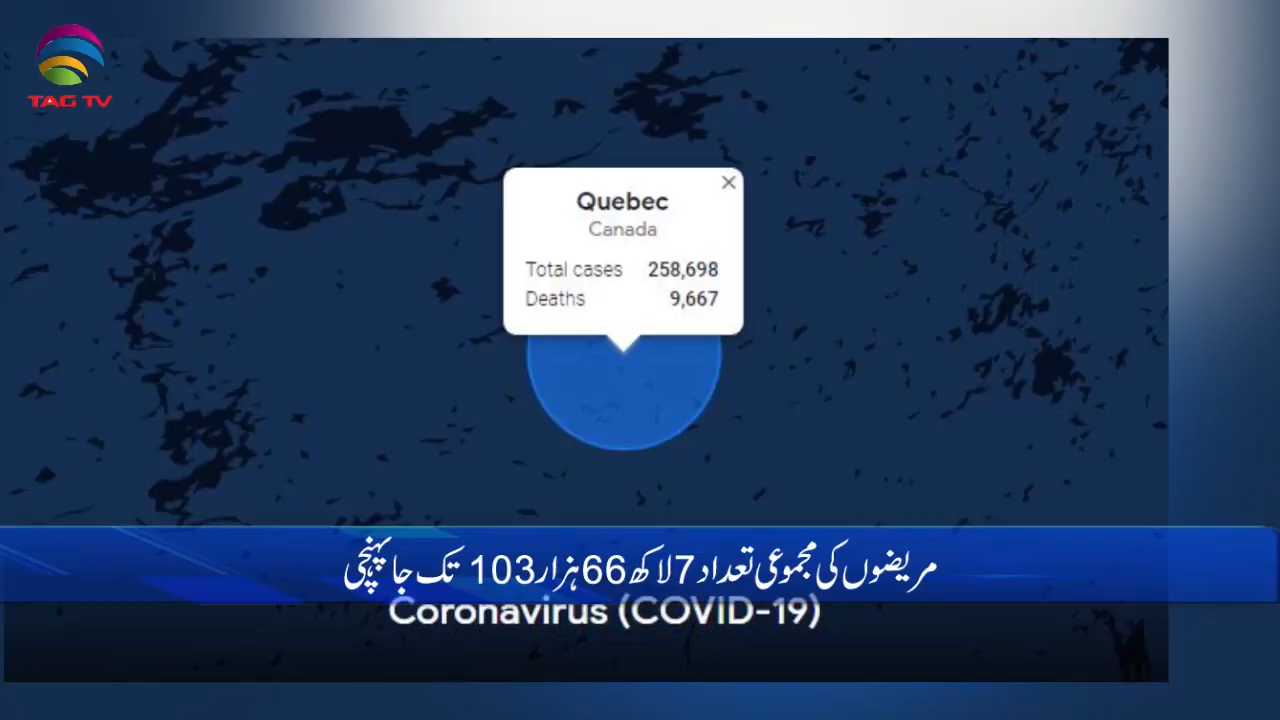 TAG TV
Quebec
Canada
Total cases 258,698
Deaths 9,667
مریضوں کی مجموعی تعداد 7 لاکھ 66 ہزار 103 تک جا پہنچی
Coronavirus (COVID-19)